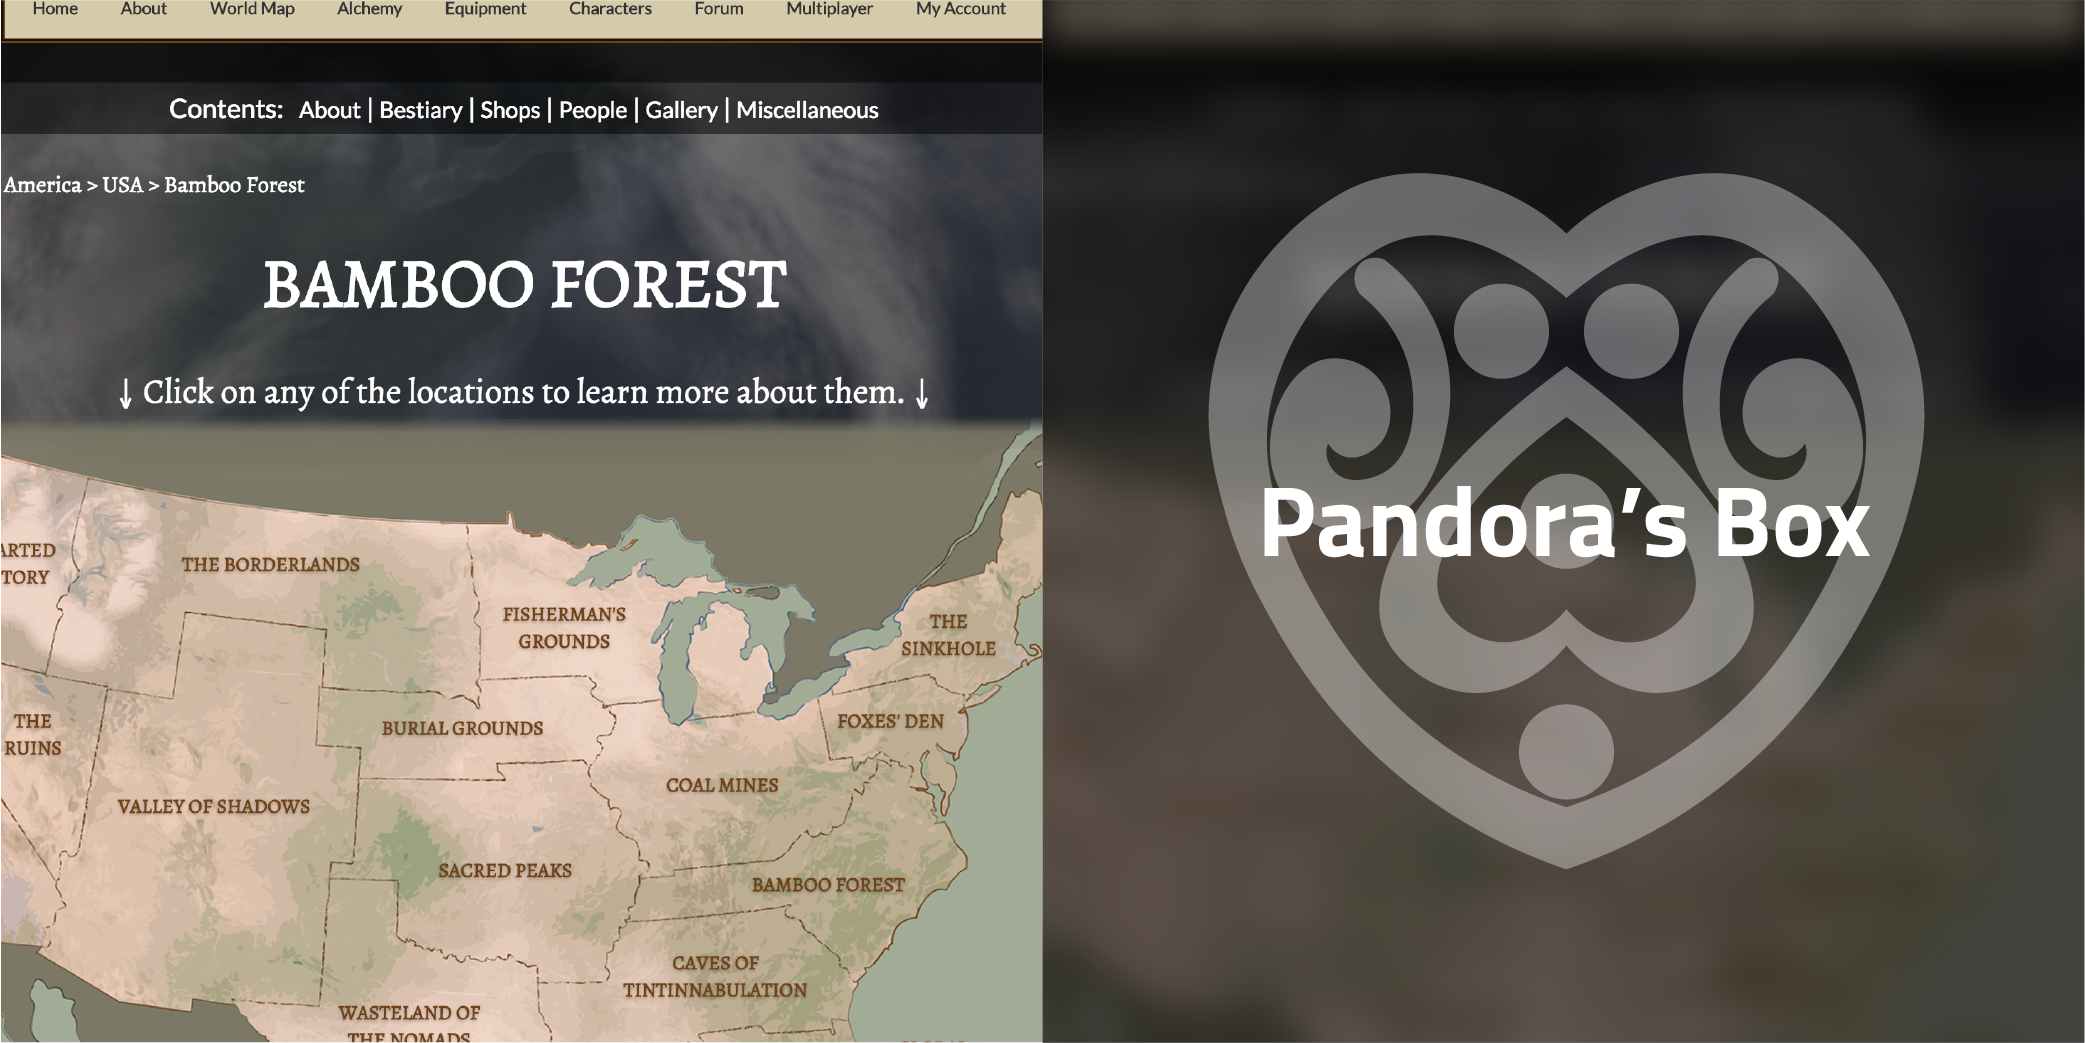 Home About World Map Alchemy Equipment Characters Forum Multiplayer My Account
Contents: About | Bestiary | Shops | People | Gallery | Miscellaneous
America > USA > Bamboo Forest
BAMBOO FOREST
↓ Click on any of the locations to learn more about them. ↓
ARTED
TORY
THE BORDERLANDS
FISHERMAN'S
GROUNDS
THE
SINKHOLE
THE
RUINS
BURIAL GROUNDS
FOXES' DEN
VALLEY OF SHADOWS
COAL MINES
SACRED PEAKS
BAMBOO FOREST
CAVES OF
TINTINNABULATION
WASTELAND OF
THE NOMADS
Pandora’s Box